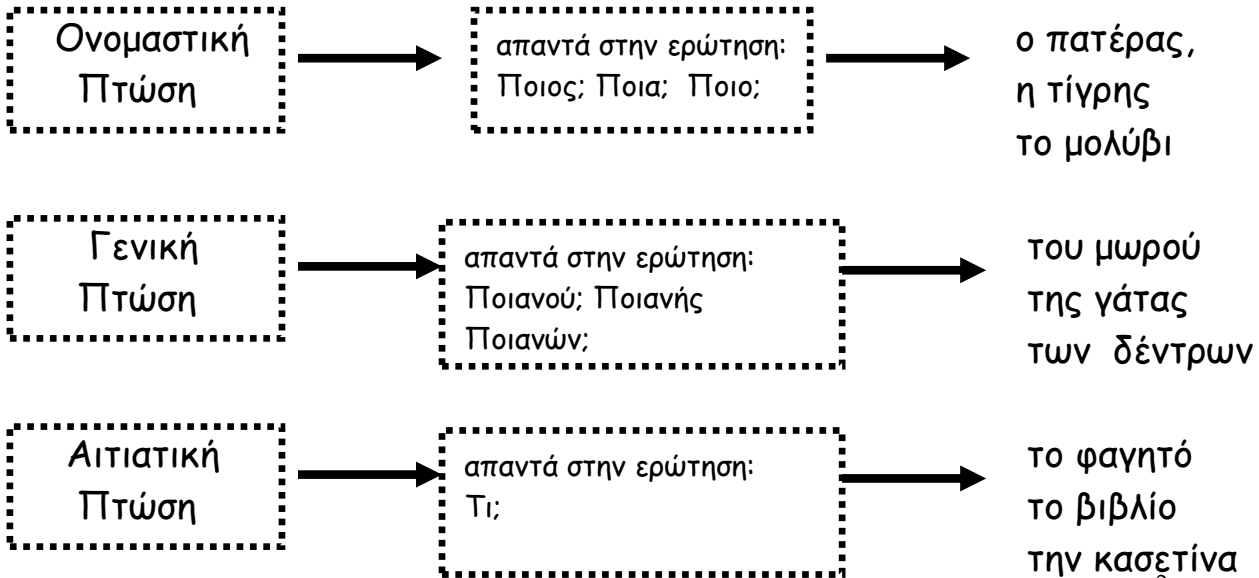 Ονομαστική
Πτώση
απαντά στην ερώτηση:
Ποιος; Ποια; Ποιο;
ο πατέρας,
η τίγρης
το μολύβι
Γενική
Πτώση
απαντά στην ερώτηση:
Ποιανού; Ποιανής
Ποιανών;
του μωρού
της γάτας
των δέντρων
Αιτιατική
Πτώση
απαντά στην ερώτηση:
Τι;
το φαγητό
το βιβλίο
την κασετίνα